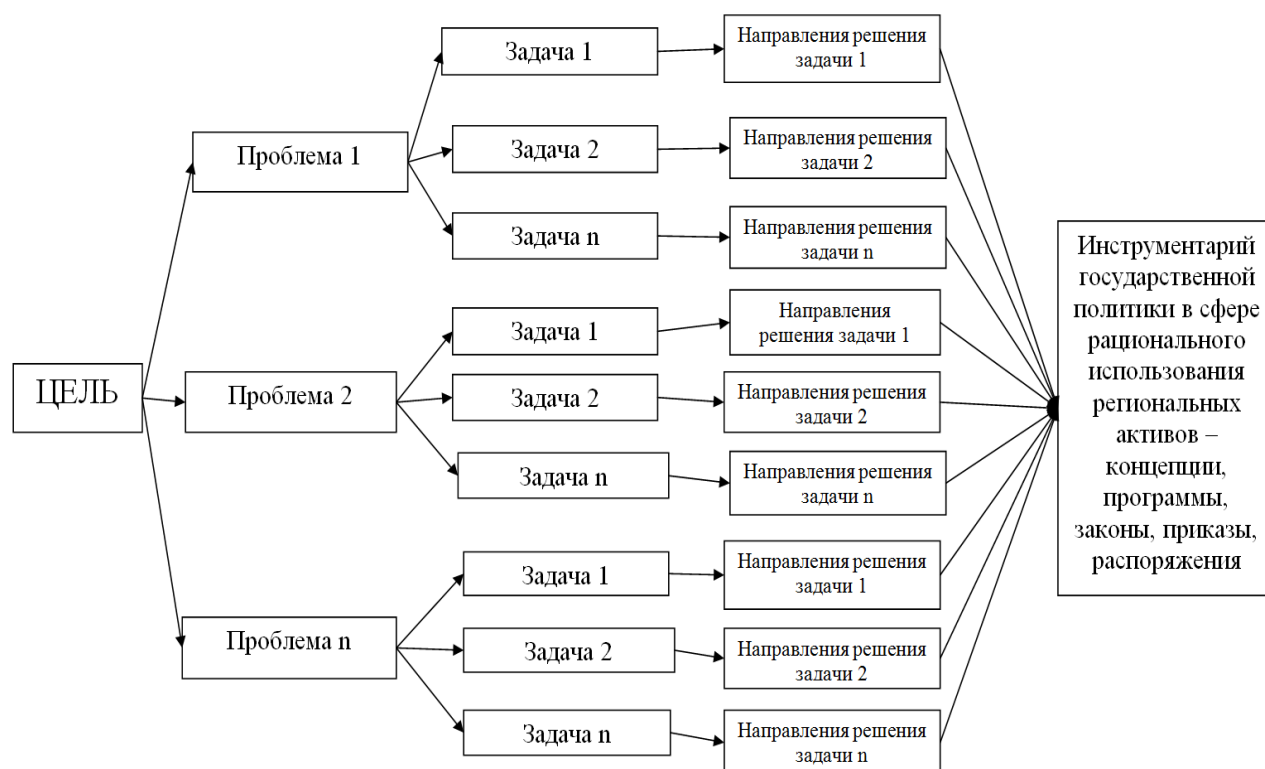 ЦЕЛЬ
Проблема 1
Задача 1
Направления решения
задачи 1
Задача 2
Направления решения
задачи 2
Задача n
Направления решения
задачи n
Проблема 2
Задача 1
Направления
решения задачи 1
Задача 2
Направления решения
задачи 2
Задача n
Направления решения
задачи n
Проблема n
Задача 1
Направления решения
задачи 1
Задача 2
Направления решения
задачи 2
Задача n
Направления решения
задачи n
Инструментарий
государственной
политики в сфере
рационального
использования
региональных
активов –
концепции,
программы,
законы, приказы,
распоряжения